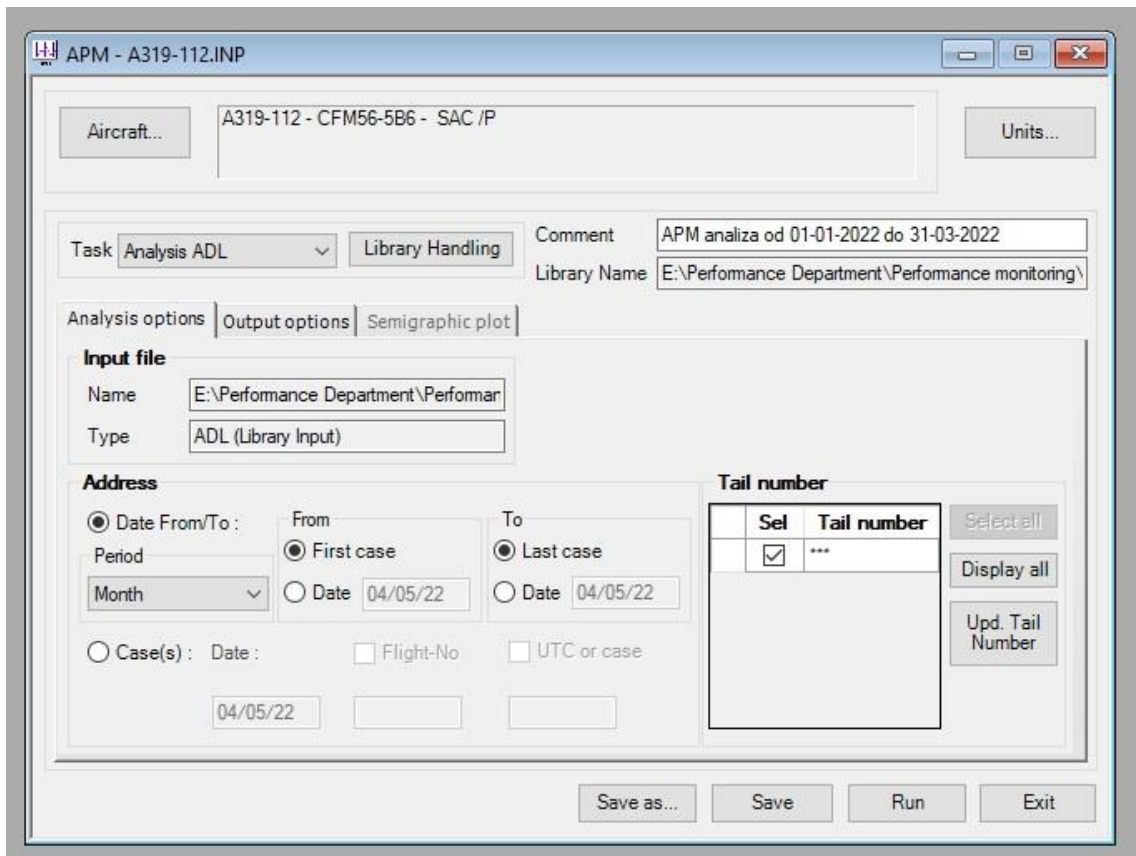 APM - A319-112.INP
Aircraft...
A319-112 - CFM56-5B6 - SAC /P
Units...
Task Analysis ADL Library Handling
Comment APM analiza od 01-01-2022 do 31-03-2022
Library Name E:\Performance Department\Performance monitoring\
Analysis options Output options Semigraphic plot
Input file
Name E:\Performance Department\Performan
Type ADL (Library Input)
Address
Date From/To :
Period
Month
From
First case
Date 04/05/22
To
Last case
Date 04/05/22
Case(s) : Date : Flight-No UTC or case
04/05/22
Tail number
Sel Tail number
***
Select all
Display all
Upd. Tail
Number
Save as... Save Run Exit